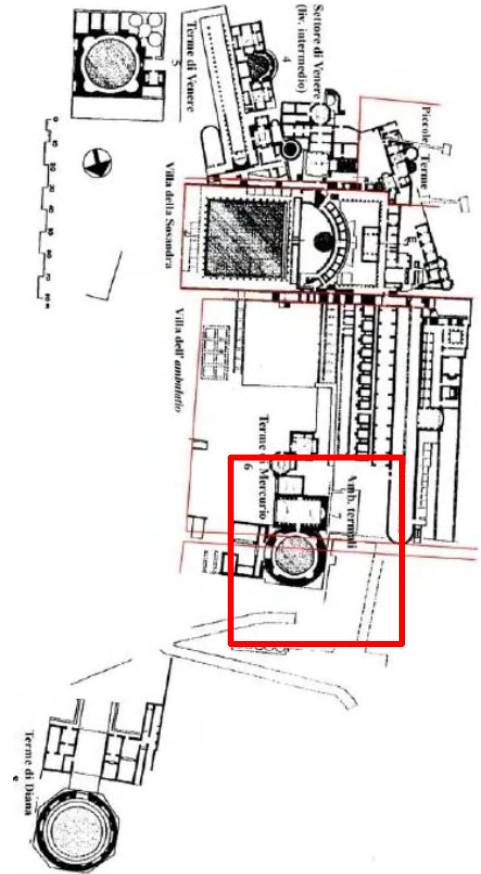 Settore di Venere
(liv. intermedio)
4
Terme di Venere
5
Piccole Terme
Villa della Sosandra
Villa dell'ambulatio
Terme di Mercurio
6
Amb. termali
7
Terme di Diana